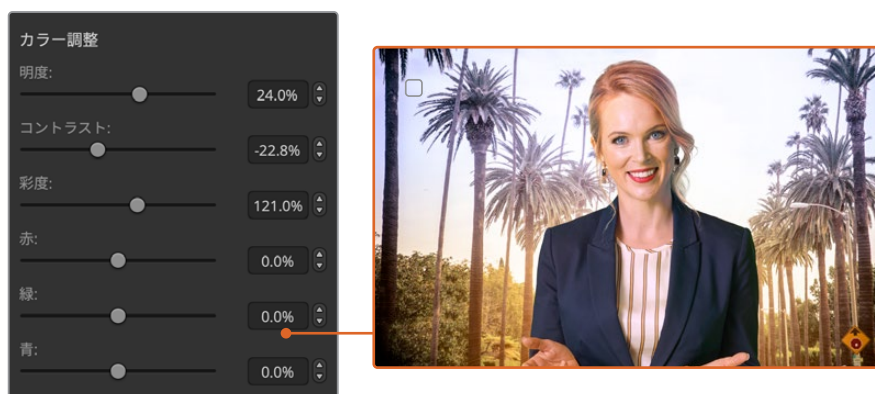 カラー調整
明度:
24.0%
コントラスト:
-22.8%
彩度:
121.0%
赤:
0.0%
緑:
0.0%
青:
0.0%